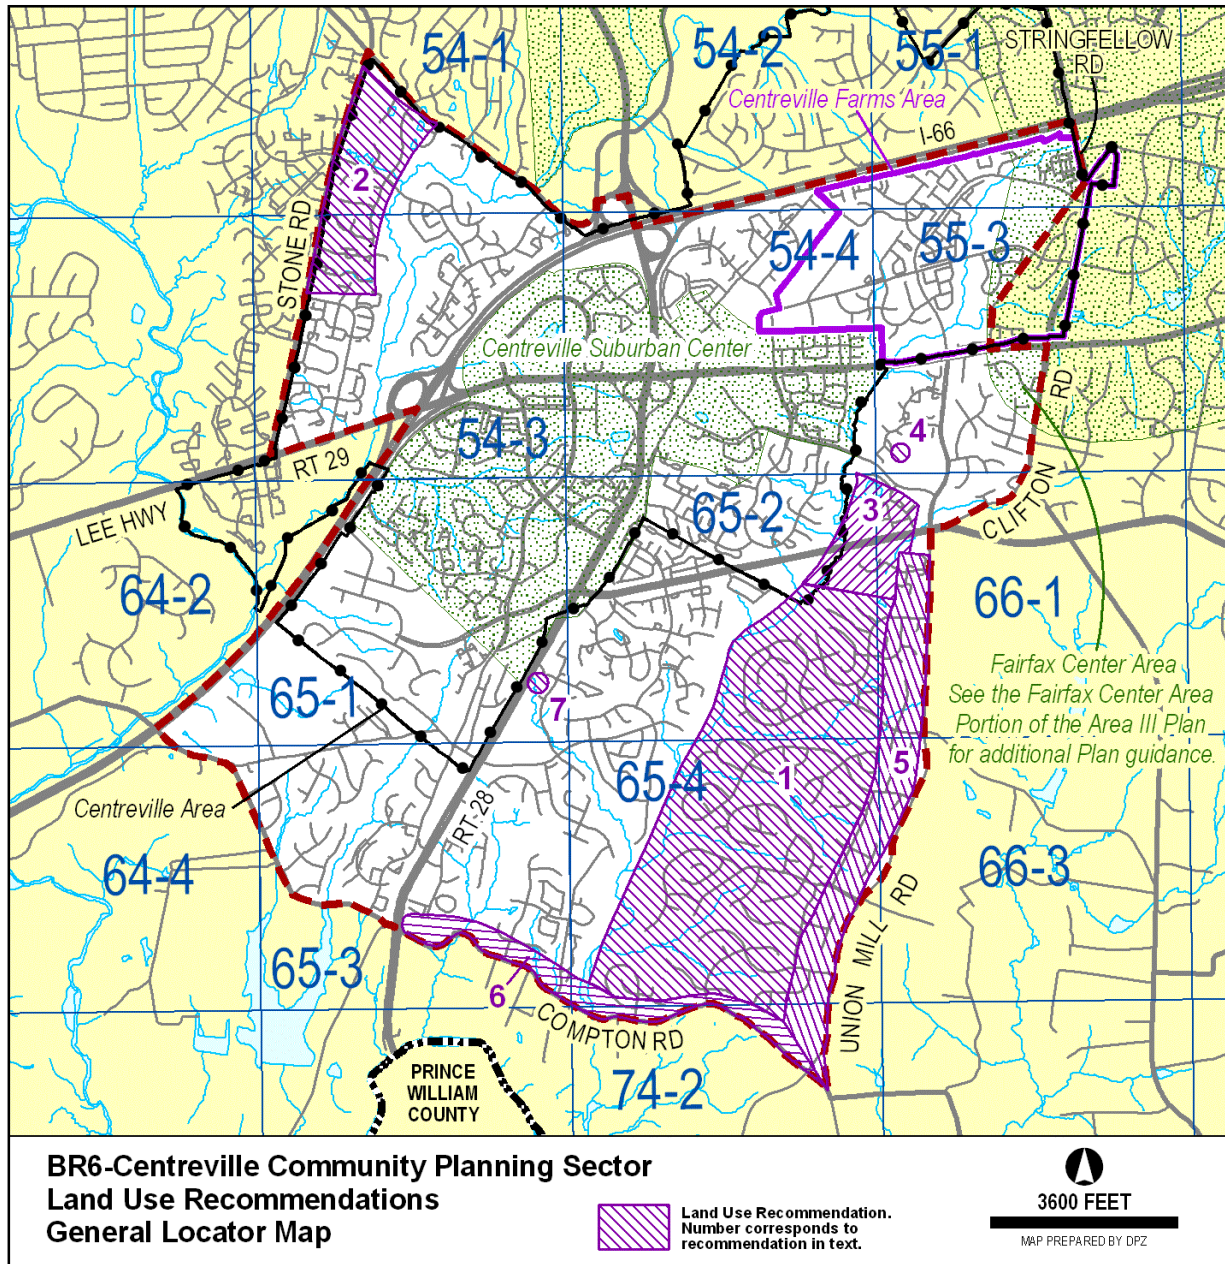 54-1
54-2
55-1
STRINGFELLOW
RD
Centreville Farms Area
I-66
2
STONE RD
54-4
55-3
Centreville Suburban Center
RD
54-3
4
RT 29
LEE HWY
65-2
3
CLIFTON
64-2
66-1
Fairfax Center Area
See the Fairfax Center Area
Portion of the Area III Plan
for additional Plan guidance.
65-1
7
65-4
1
5
Centreville Area
RT-28
64-4
66-3
65-3
6
COMPTON RD
UNION MILL RD
PRINCE
WILLIAM
COUNTY
74-2
BR6-Centreville Community Planning Sector
Land Use Recommendations
General Locator Map
Land Use Recommendation.
Number corresponds to
recommendation in text.
3600 FEET
MAP PREPARED BY DPZ